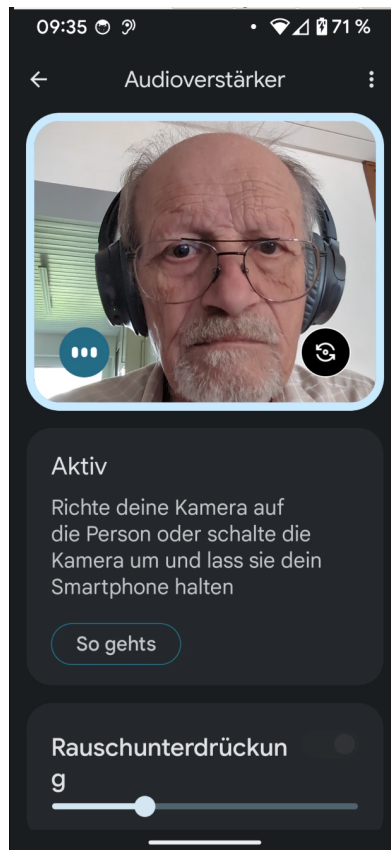 09:35 71 %
Audioverstärker
Aktiv
Richte deine Kamera auf
die Person oder schalte die
Kamera um und lass sie dein
Smartphone halten
So gehts
Rauschunterdrückun
g